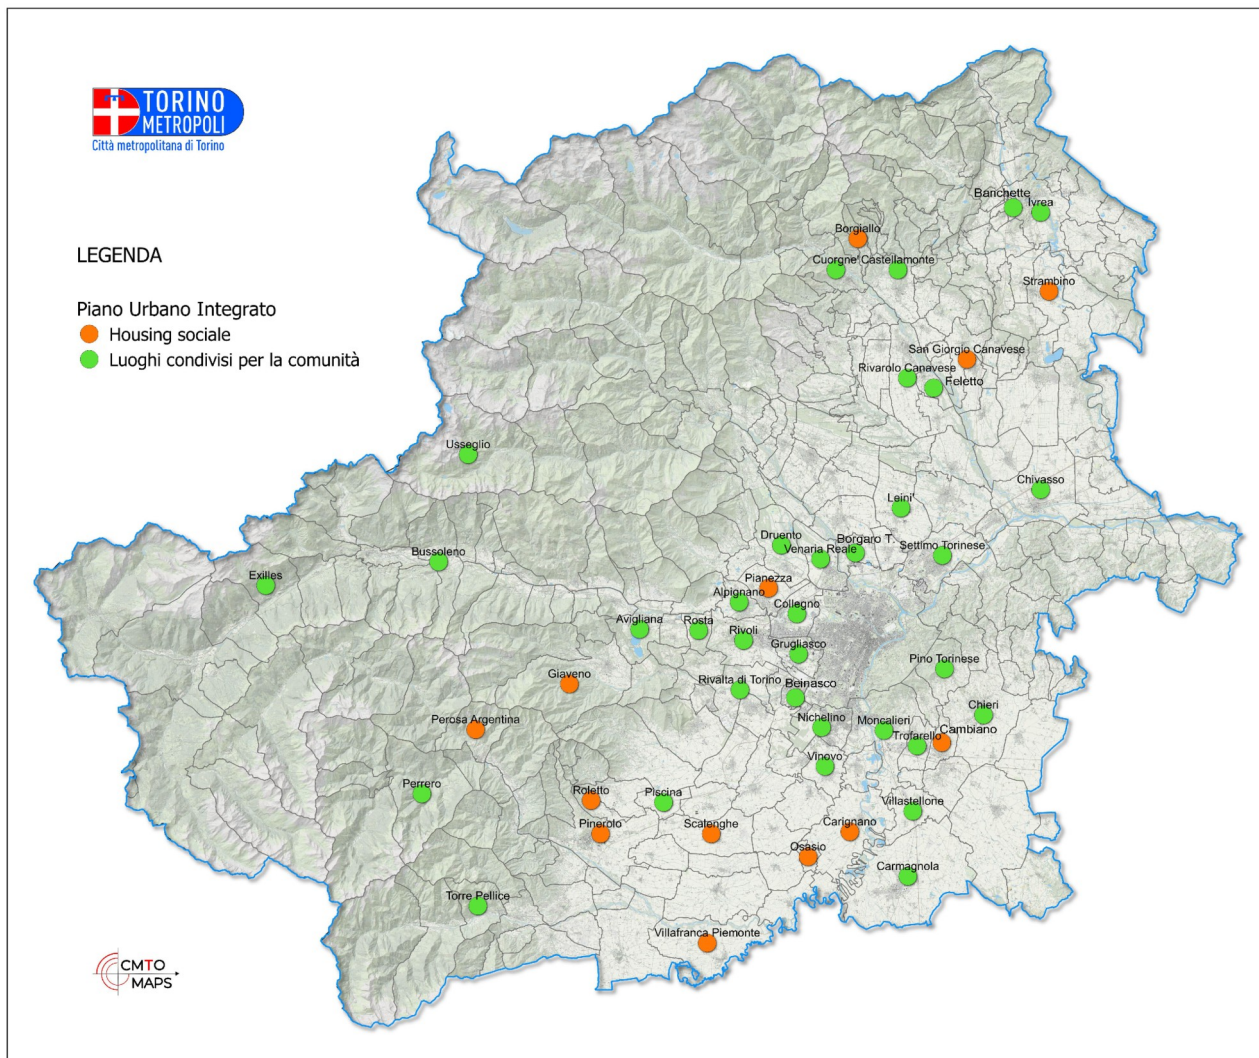 TORINO
METROPOLI
Città metropolitana di Torino
LEGENDA
Piano Urbano Integrato
Housing sociale
Luoghi condivisi per la comunità
Banchette
Ivrea
Borgiallo
Cuorgne'
Castellamonte
Strambino
San Giorgio Canavese
Rivarolo Canavese
Feletto
Usseglio
Chivasso
Leini'
Druento
Venaria Reale
Borgaro T.
Settimo Torinese
Bussoleno
Exilles
Pianezza
Alpignano
Collegno
Avigliana
Rosta
Rivoli
Grugliasco
Pino Torinese
Giaveno
Rivalta di Torino
Beinasco
Chieri
Perosa Argentina
Nichelino
Moncalieri
Trofarello
Cambiano
Vinovo
Perrero
Roletto
Piscina
Villastellone
Pinerolo
Scalenghe
Carignano
Osasio
Carmagnola
Torre Pellice
Villafranca Piemonte
CMTO
MAPS